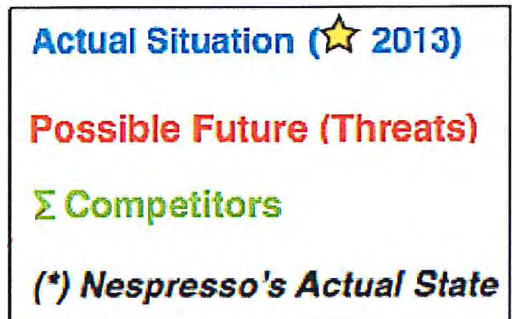 Actual Situation (⭐ 2013)
Possible Future (Threats)
Σ Competitors
(*) Nespresso's Actual State